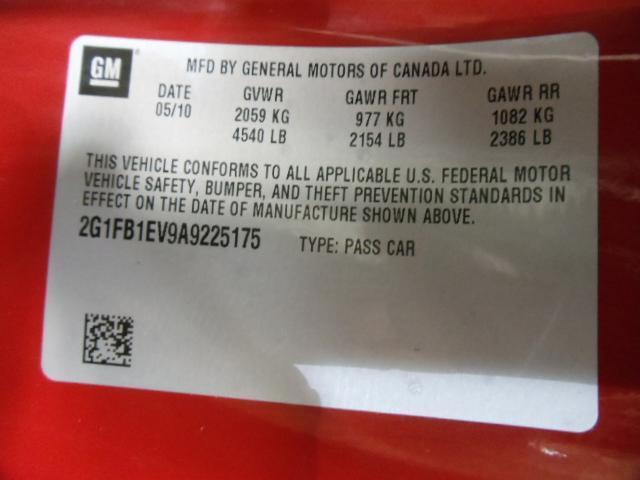 GM
MFD BY GENERAL MOTORS OF CANADA LTD.
DATE GVWR GAWR FRT GAWR RR
05/10 2059 KG 977 KG 1082 KG
4540 LB 2154 LB 2386 LB
THIS VEHICLE CONFORMS TO ALL APPLICABLE U.S. FEDERAL MOTOR
VEHICLE SAFETY, BUMPER, AND THEFT PREVENTION STANDARDS IN
EFFECT ON THE DATE OF MANUFACTURE SHOWN ABOVE.
2G1FB1EV9A9225175 TYPE: PASS CAR